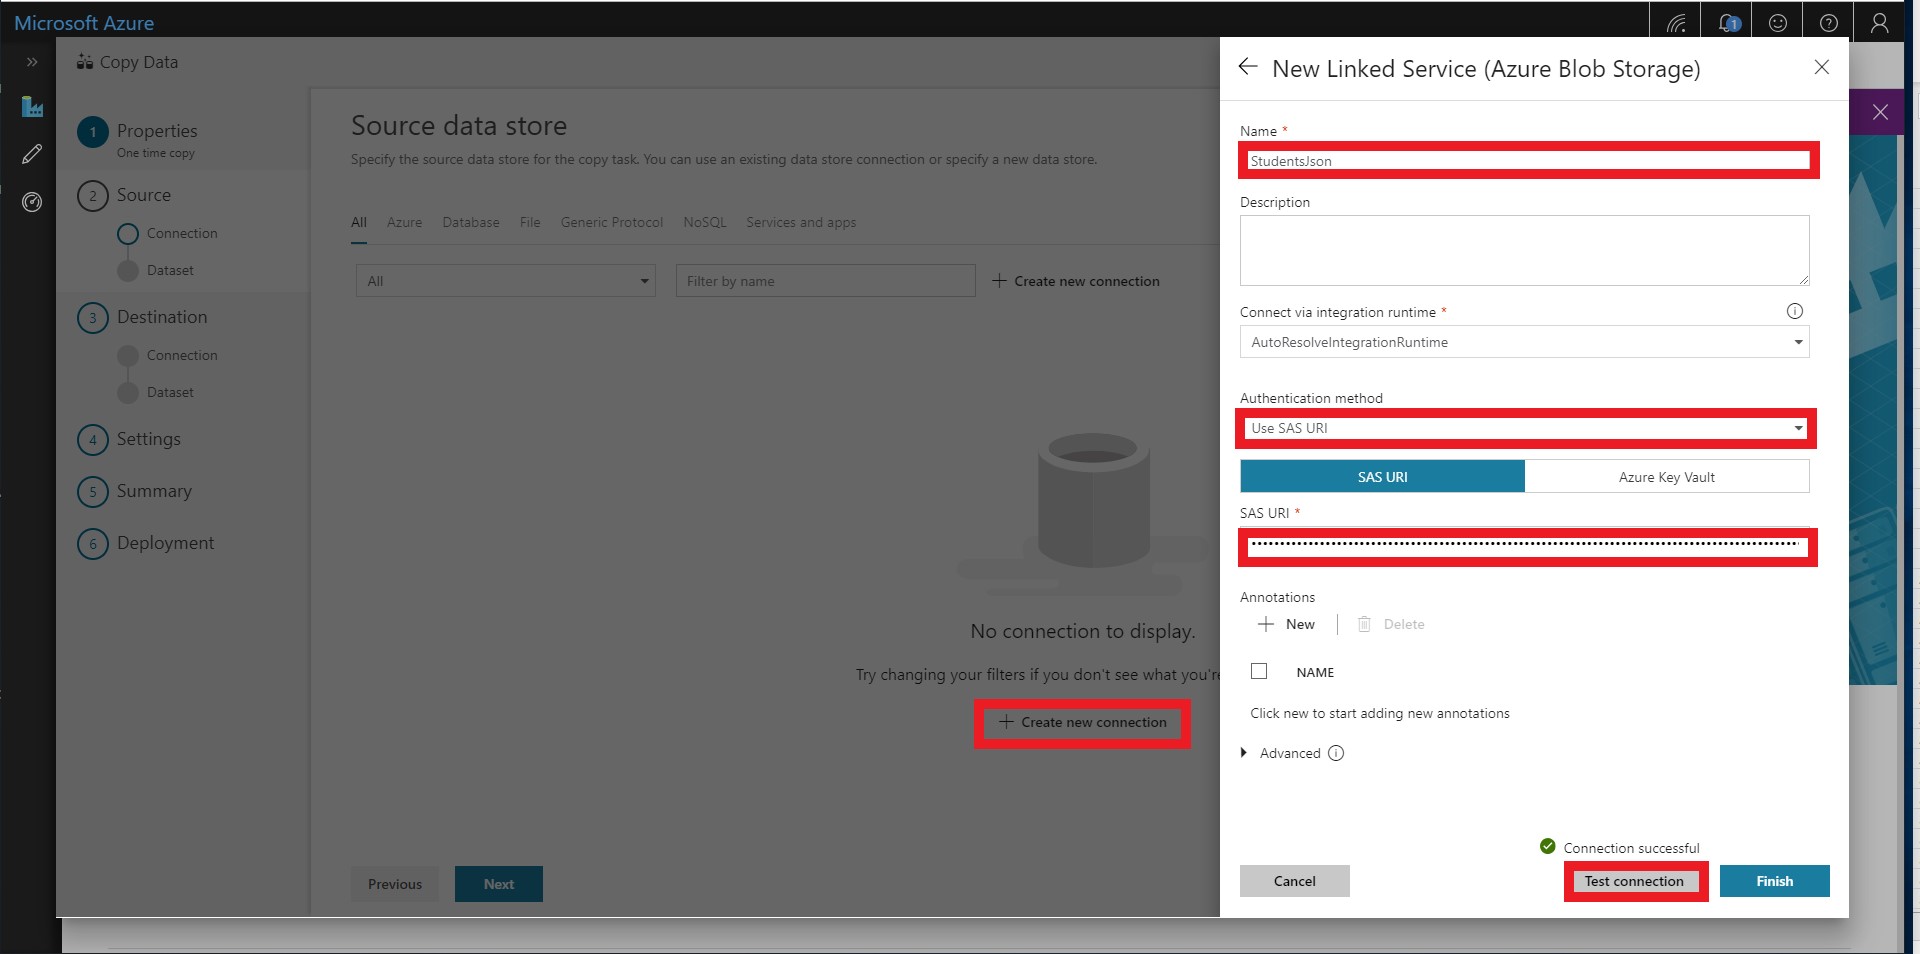 Microsoft Azure
1
Copy Data
1 Properties
One time copy
2 Source
Connection
Dataset
3 Destination
Connection
Dataset
4 Settings
5 Summary
6 Deployment
Source data store
Specify the source data store for the copy task. You can use an existing data store connection or specify a new data store.
All Azure Database File Generic Protocol NoSQL Services and apps
All Filter by name Create new connection
No connection to display.
Try changing your filters if you don't see what you're
Create new connection
Previous Next
New Linked Service (Azure Blob Storage)
Name *
StudentsJson
Description
Connect via integration runtime *
AutoResolveIntegrationRuntime
Authentication method
Use SAS URI
SAS URI Azure Key Vault
SAS URI *
Annotations
New Delete
NAME
Click new to start adding new annotations
Advanced
Connection successful
Cancel Test connection Finish